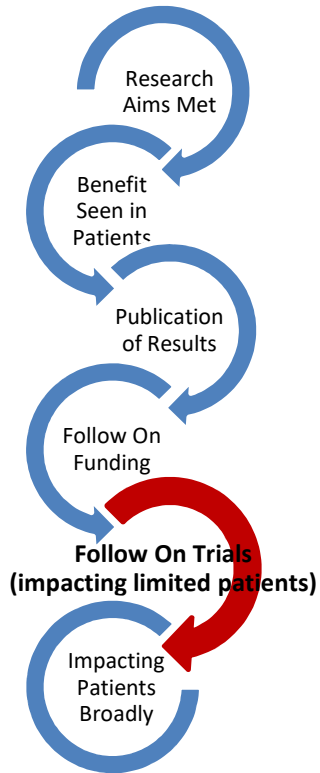 Research
Aims Met
Benefit
Seen in
Patients
Publication
of Results
Follow On
Funding
Follow On Trials
(impacting limited patients)
Impacting
Patients
Broadly